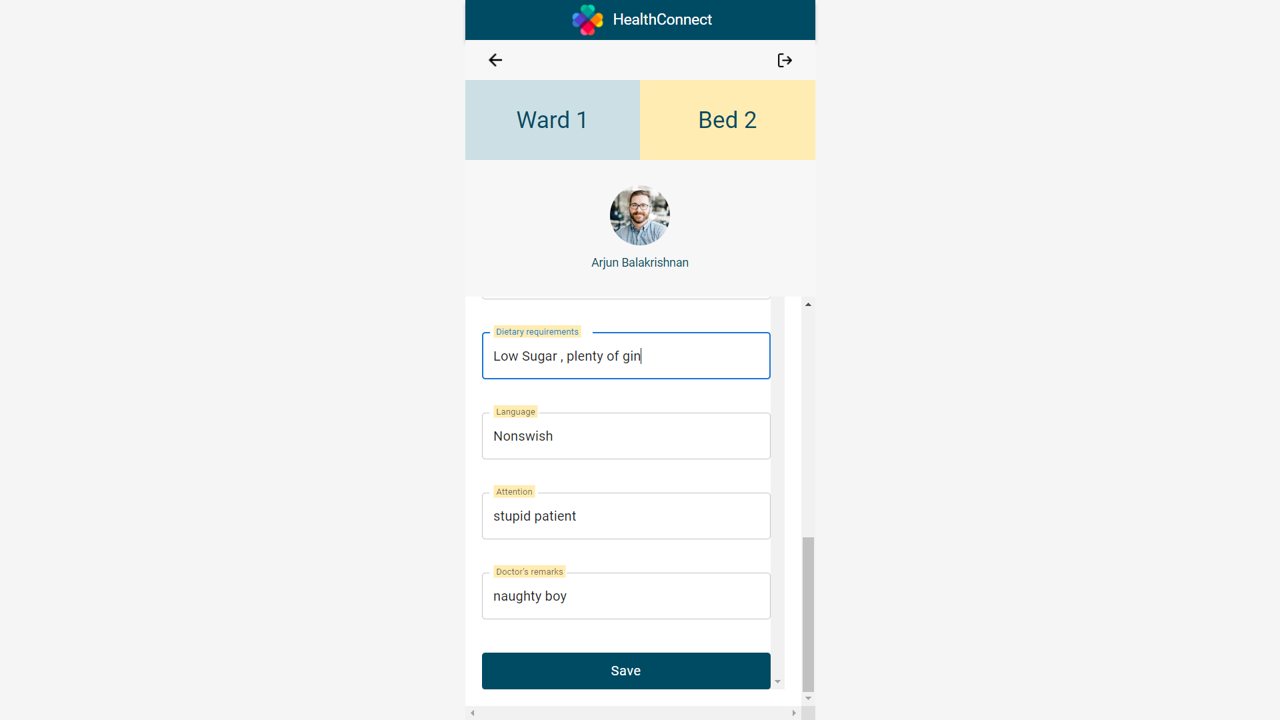 HealthConnect
Ward 1
Bed 2
Arjun Balakrishnan
Dietary requirements
Low Sugar , plenty of gin
Language
Nonswish
Attention
stupid patient
Doctor's remarks
naughty boy
Save